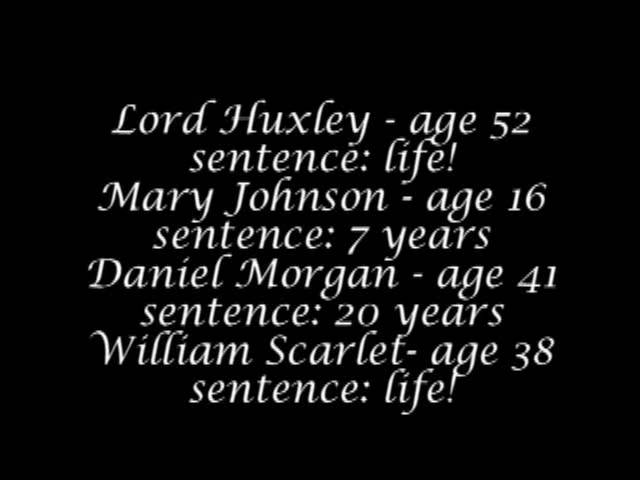 Lord Huxley - age 52
sentence: life!
Mary Johnson - age 16
sentence: 7 years
Daniel Morgan - age 41
sentence: 20 years
William Scarlet- age 38
sentence: life!